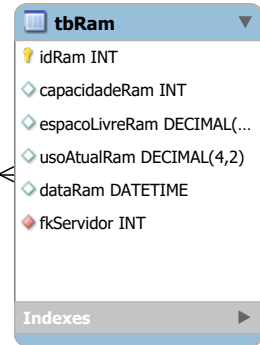 tbRam
idRam INT
capacidadeRam INT
espacoLivreRam DECIMAL(...
usoAtualRam DECIMAL(4,2)
dataRam DATETIME
fkServidor INT
Indexes